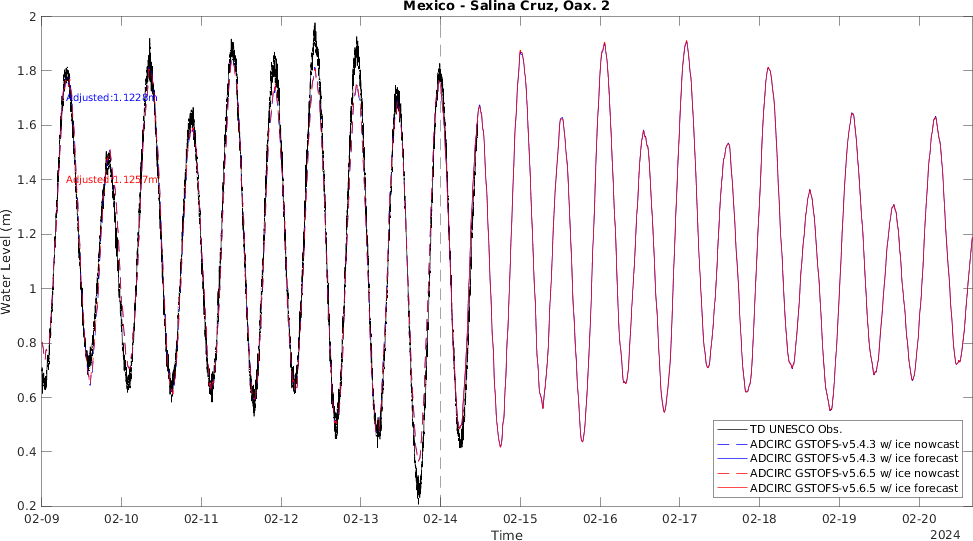 Mexico - Salina Cruz, Oax. 2
Water Level (m)
2
1.8
1.6
1.4
1.2
1
0.8
0.6
0.4
0.2
Adjusted:1.1228m
Adjusted:1.1257m
TD UNESCO Obs.
ADCIRC GSTOFS-v5.4.3 w/ ice nowcast
ADCIRC GSTOFS-v5.4.3 w/ ice forecast
ADCIRC GSTOFS-v5.6.5 w/ ice nowcast
ADCIRC GSTOFS-v5.6.5 w/ ice forecast
02-09 02-10 02-11 02-12 02-13 02-14 02-15 02-16 02-17 02-18 02-19 02-20
Time
2024